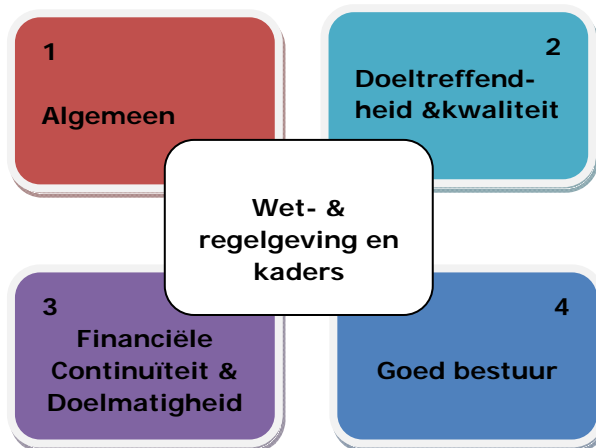 1
Algemeen
2
Doeltreffend-
heid &kwaliteit
Wet- &
regelgeving en
kaders
3
Financiële
Continuïteit &
Doelmatigheid
4
Goed bestuur